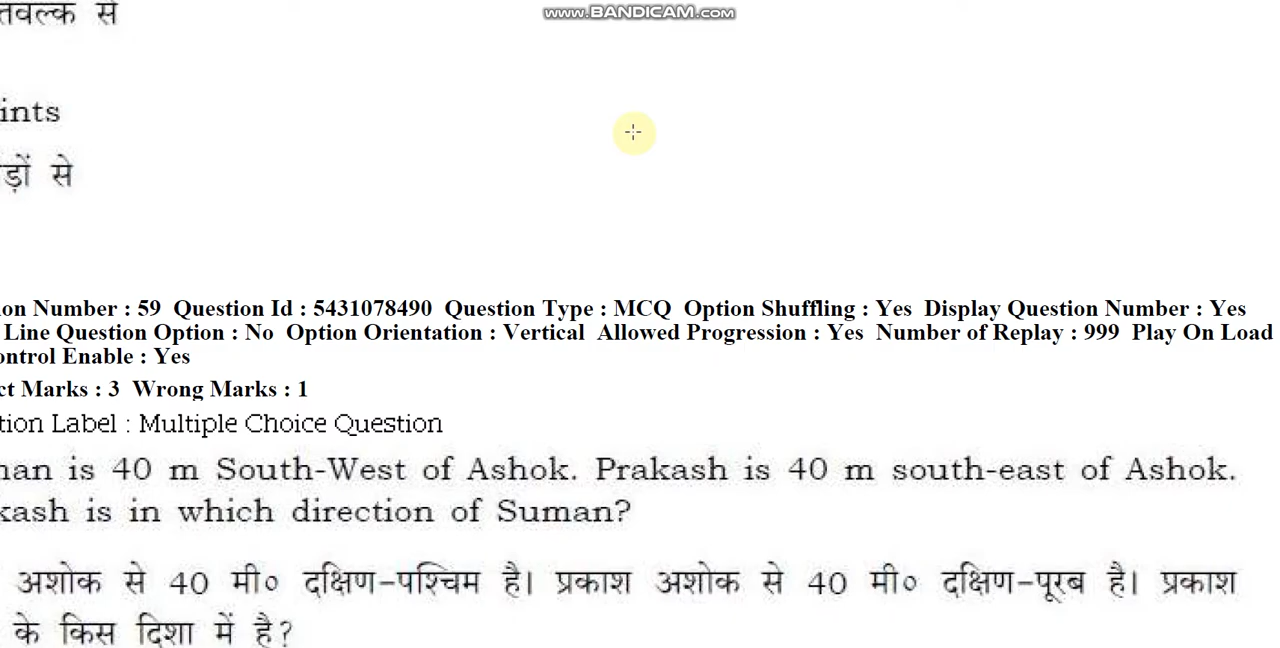 तवल्क से
www.BANDICAM.com
ints
ड़ों से
on Number : 59 Question Id : 5431078490 Question Type : MCQ Option Shuffling : Yes Display Question Number : Yes
Line Question Option : No Option Orientation : Vertical Allowed Progression : Yes Number of Replay : 999 Play On Load
ontrol Enable : Yes
ct Marks : 3 Wrong Marks : 1
tion Label : Multiple Choice Question
nan is 40 m South-West of Ashok. Prakash is 40 m south-east of Ashok.
kash is in which direction of Suman?
अशोक से 40 मी० दक्षिण-पश्चिम है। प्रकाश अशोक से 40 मी० दक्षिण-पूरब है। प्रकाश
के किस दिशा में है?